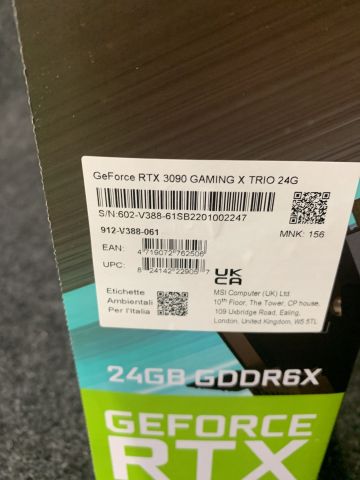 GeForce RTX 3090 GAMING X TRIO 24G
S/N:602-V388-61SB2201002247
912-V388-061
MNK: 156
EAN: 4 719072 762506
UPC: 8 24142 22905 7
UK
CA
Etichette
Ambientali
Per l'Italia
MSI Computer (UK) Ltd.
10th Floor, The Tower, CP house,
109 Uxbridge Road, Ealing,
London, United Kingdom, W5 5TL
24GB GDDR6X
GEFORCE
RTX